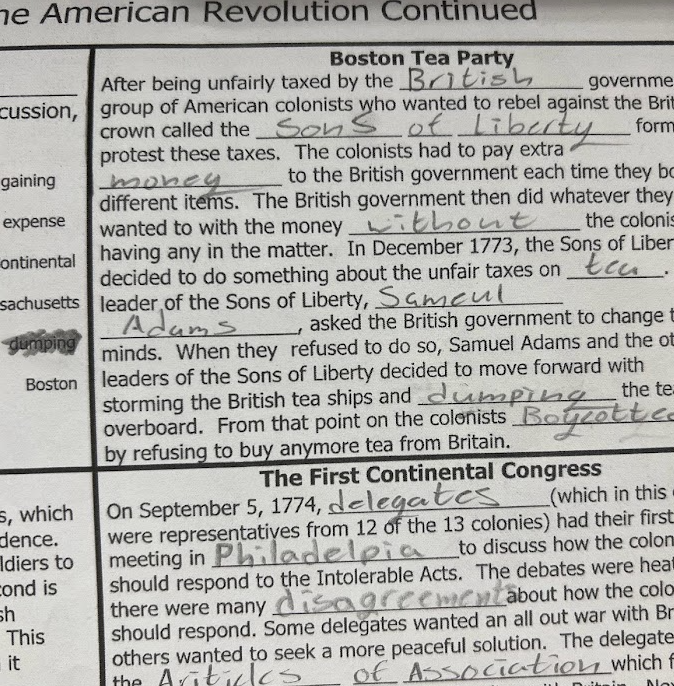 he American Revolution Continued
cussion,
gaining
expense
ontinental
sachusetts
dumping
Boston
Boston Tea Party
After being unfairly taxed by the British governme
group of American colonists who wanted to rebel against the Brit
crown called the Sons of Liberty form
protest these taxes. The colonists had to pay extra
money to the British government each time they bo
different items. The British government then did whatever they
wanted to with the money without the colonis
having any in the matter. In December 1773, the Sons of Liber
decided to do something about the unfair taxes on tea.
leader of the Sons of Liberty, Sameul
Adams, asked the British government to change t
minds. When they refused to do so, Samuel Adams and the ot
leaders of the Sons of Liberty decided to move forward with
storming the British tea ships and dumping the tea
overboard. From that point on the colonists Boycotted
by refusing to buy anymore tea from Britain.
s, which
dence.
ldiers to
cond is
sh
This
it
The First Continental Congress
On September 5, 1774, delegates (which in this
were representatives from 12 of the 13 colonies) had their first
meeting in Philadelpia to discuss how the colon
should respond to the Intolerable Acts. The debates were heat
there were many disagreement about how the colo
should respond. Some delegates wanted an all out war with Br
others wanted to seek a more peaceful solution. The delegate
the Ariticles of Association which f